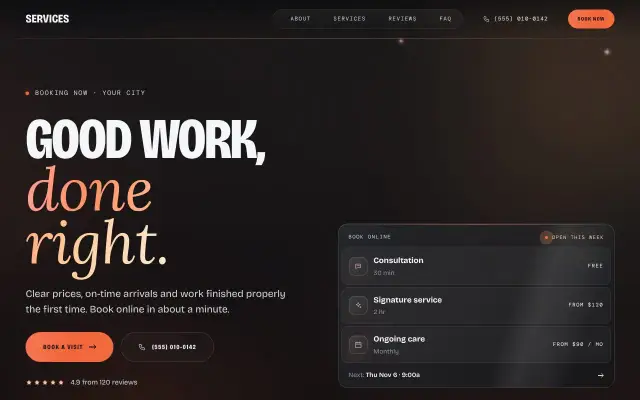 SERVICES
ABOUT
SERVICES
REVIEWS
FAQ
(555) 010-0142
BOOK NOW
BOOKING NOW · YOUR CITY
GOOD WORK,
done
right.
Clear prices, on-time arrivals and work finished properly
the first time. Book online in about a minute.
BOOK A VISIT →
(555) 010-0142
★★★★★ 4.9 from 120 reviews
BOOK ONLINE
OPEN THIS WEEK
Consultation
30 min
FREE
Signature service
2 hr
FROM $130
Ongoing care
Monthly
FROM $90 / MO
Next: Thu Nov 6 · 9:00a →